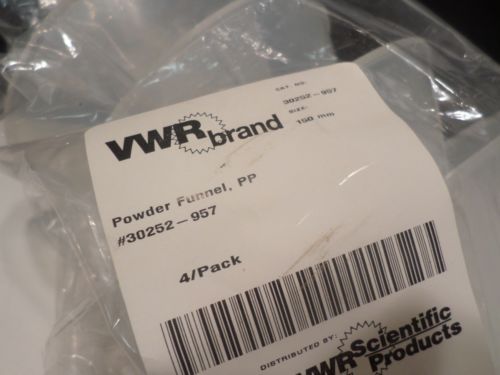 VWR brand
CAT. NO.
30252-957
SIZE:
150 mm
Powder Funnel, PP
#30252-957
4/Pack
DISTRIBUTED BY:
VWR Scientific
Products